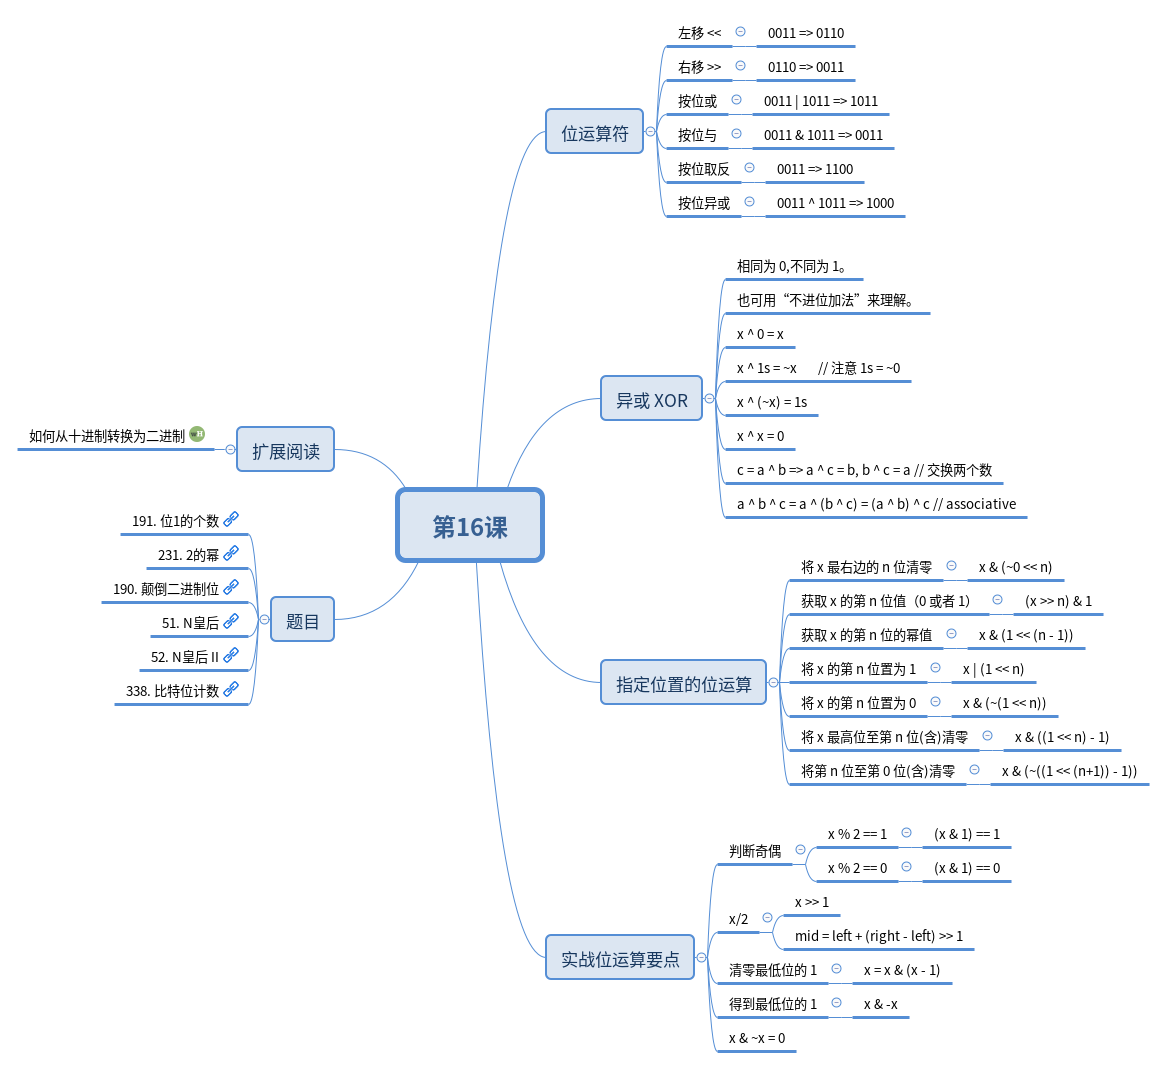 第16课
位运算符
左移 <<
0011 => 0110
右移 >>
0110 => 0011
按位或
0011 | 1011 => 1011
按位与
0011 & 1011 => 0011
按位取反
0011 => 1100
按位异或
0011 ^ 1011 => 1000
异或 XOR
相同为 0,不同为 1。
也可用“不进位加法”来理解。
x ^ 0 = x
x ^ 1s = ~x // 注意 1s = ~0
x ^ (~x) = 1s
x ^ x = 0
c = a ^ b => a ^ c = b, b ^ c = a // 交换两个数
a ^ b ^ c = a ^ (b ^ c) = (a ^ b) ^ c // associative
指定位置的位运算
将 x 最右边的 n 位清零
x & (~0 << n)
获取 x 的第 n 位值（0 或者 1）
(x >> n) & 1
获取 x 的第 n 位的幂值
x & (1 << (n - 1))
将 x 的第 n 位置为 1
x | (1 << n)
将 x 的第 n 位置为 0
x & (~(1 << n))
将 x 最高位至第 n 位(含)清零
x & ((1 << n) - 1)
将第 n 位至第 0 位(含)清零
x & (~((1 << (n+1)) - 1))
实战位运算要点
判断奇偶
x % 2 == 1
(x & 1) == 1
x % 2 == 0
(x & 1) == 0
x/2
x >> 1
mid = left + (right - left) >> 1
清零最低位的 1
x = x & (x - 1)
得到最低位的 1
x & -x
x & ~x = 0
扩展阅读
如何从十进制转换为二进制
题目
191. 位1的个数
231. 2的幂
190. 颠倒二进制位
51. N皇后
52. N皇后 II
338. 比特位计数